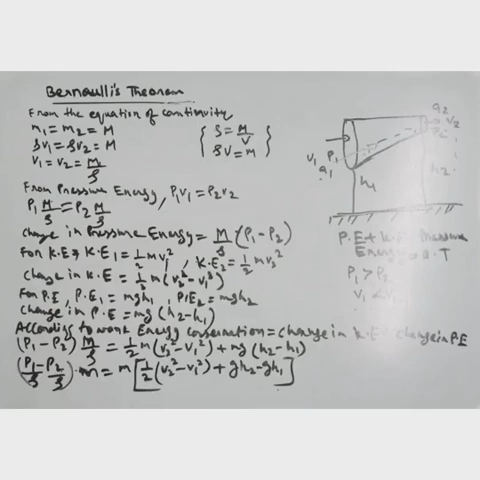 Bernaulli's Theorem
From the equation of continuity
m₁ = m₂ = M
ρv₁ = ρv₂ = M
V₁ = V₂ = M/ρ
{ ρ = M/V
ρV = M }
From Pressure Energy, P₁V₁ = P₂V₂
P₁ M/ρ = P₂ M/ρ
Change in Pressure Energy = M/ρ (P₁ - P₂)
For K.E, K.E₁ = 1/2 mv₁², K.E₂ = 1/2 mv₂²
Change in K.E = 1/2 m(v₂² - v₁²)
For P.E, P.E₁ = mgh₁, P.E₂ = mgh₂
Change in P.E = mg (h₂ - h₁)
According to work Energy conservation = change in K.E + change in P.E
(P₁ - P₂) M/ρ = 1/2 m(v₂² - v₁²) + mg (h₂ - h₁)
(P₁/ρ - P₂/ρ) · m = m [1/2 (v₂² - v₁²) + gh₂ - gh₁]
a₂
v₂
P₂
V₁ P₁
a₁
h₁
h₂
P.E + K.E Pressure
Energy
P₁ > P₂
V₁ <